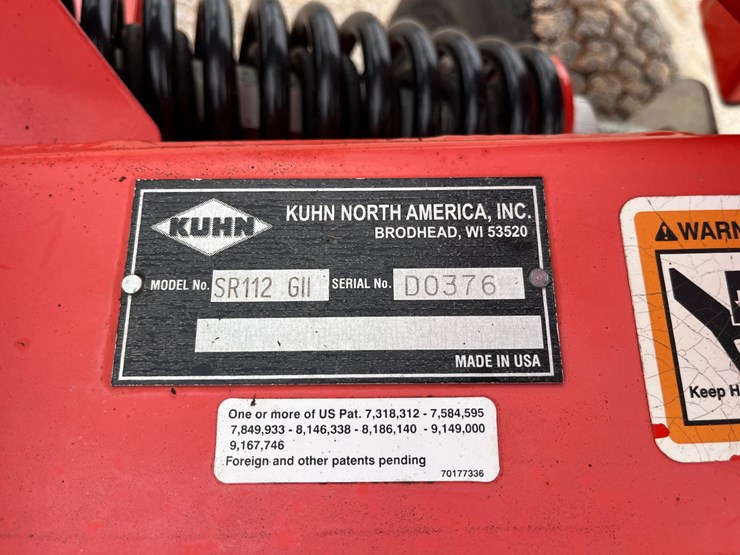 KUHN
KUHN NORTH AMERICA, INC.
BRODHEAD, WI 53520
MODEL No. SR112 GII SERIAL No. D0376
MADE IN USA
One or more of US Pat. 7,318,312 - 7,584,595
7,849,933 - 8,146,338 - 8,186,140 - 9,149,000
9,167,746
Foreign and other patents pending
70177336
WARN
Keep H